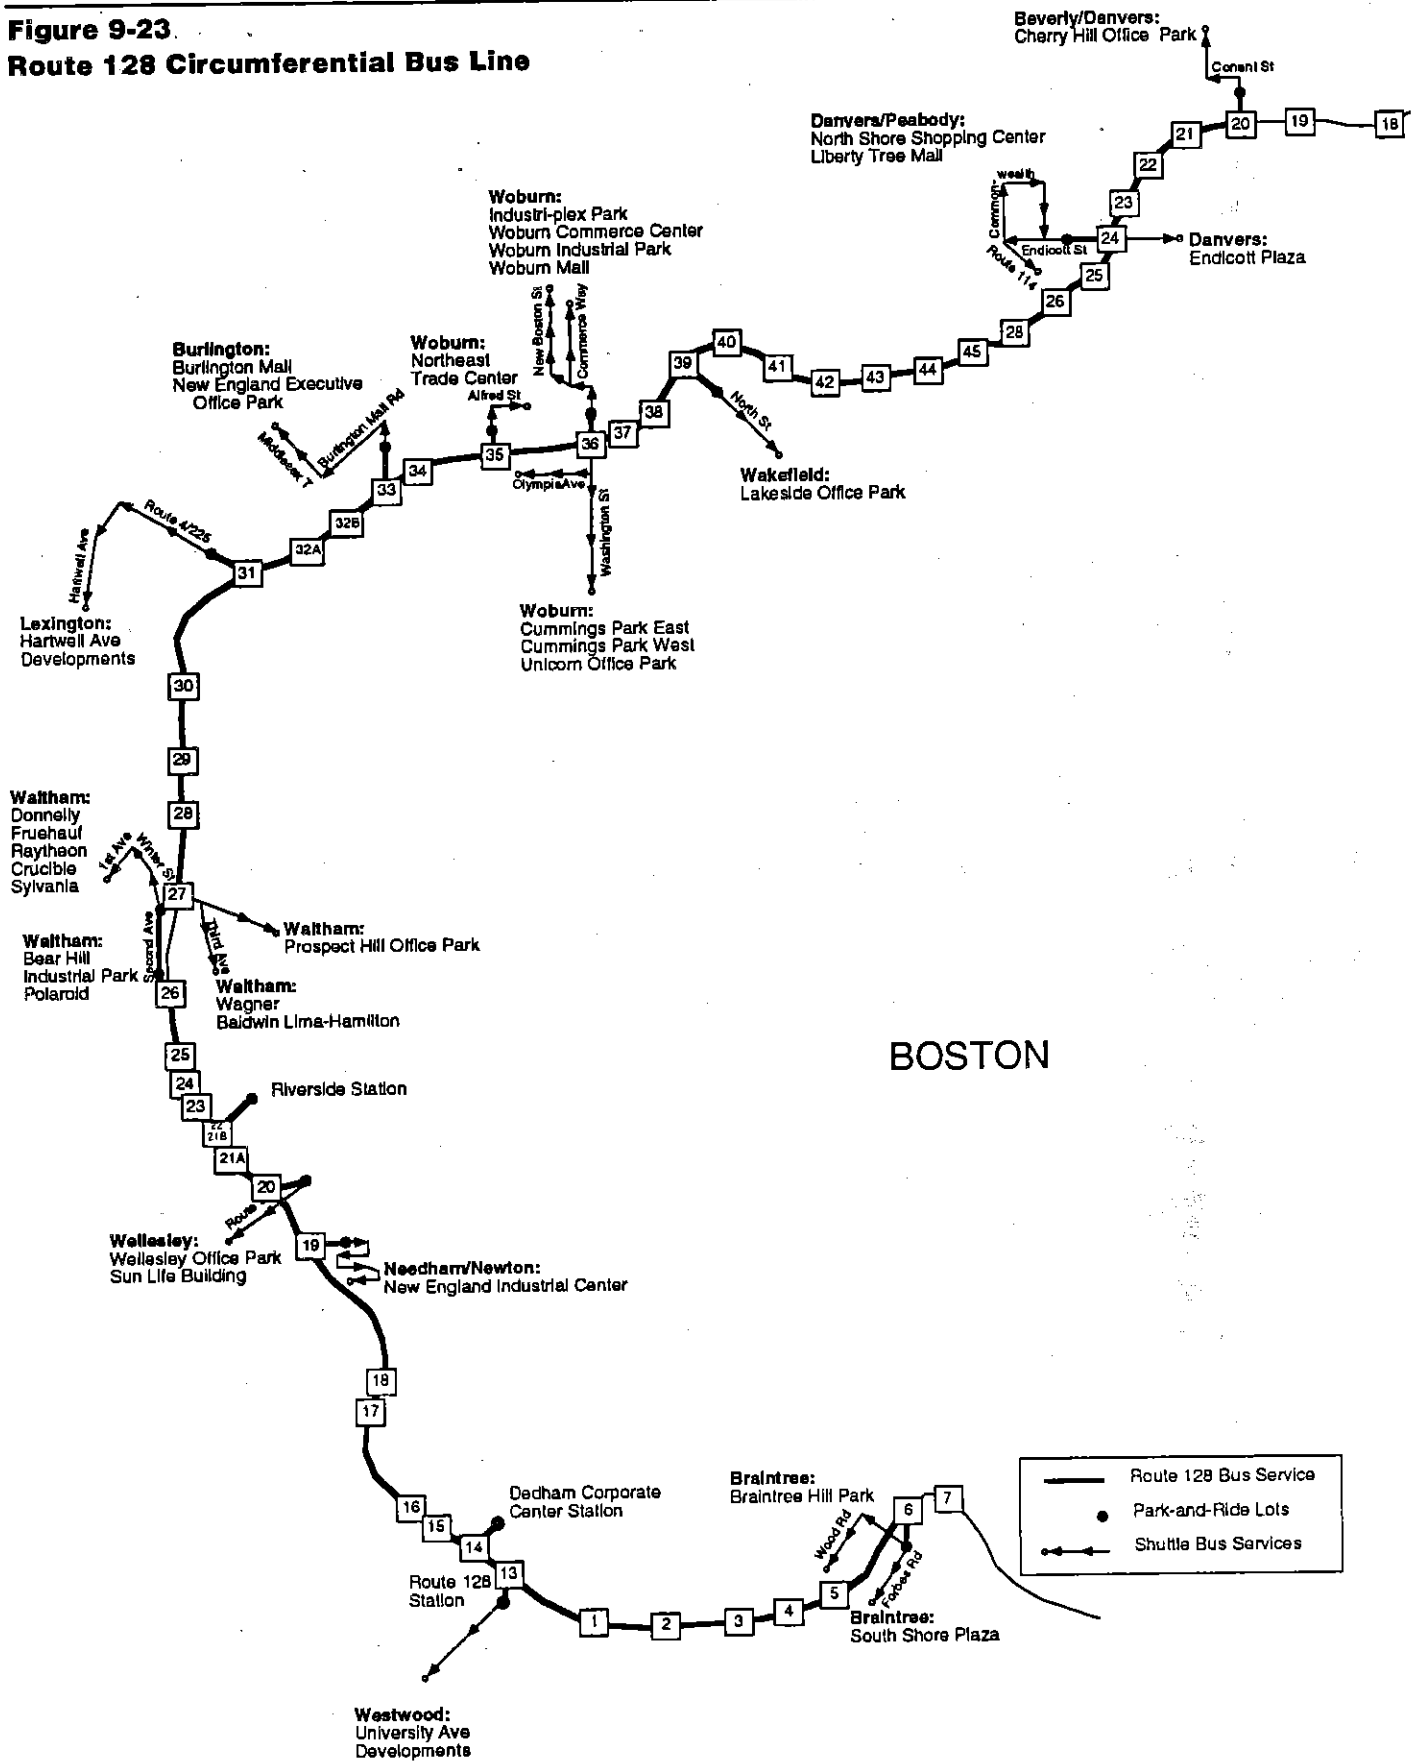 Figure 9-23
Route 128 Circumferential Bus Line
Beverly/Danvers:
Cherry Hill Office Park
Conant St
20
19
18
21
22
23
24
25
26
28
45
44
43
42
41
40
39
38
37
36
35
34
33
32B
32A
31
30
29
28
27
26
25
24
23
22
21B
21A
20
19
18
17
16
15
14
13
1
2
3
4
5
6
7
Danvers/Peabody:
North Shore Shopping Center
Liberty Tree Mall
Common-
wealth
Endicott St
Route 114
Danvers:
Endicott Plaza
Woburn:
Industri-plex Park
Woburn Commerce Center
Woburn Industrial Park
Woburn Mall
New Boston St
Commerce Way
Woburn:
Northeast
Trade Center
Alfred St
Burlington:
Burlington Mall
New England Executive
Office Park
Burlington Mall Rd
Middlesex T
North St
Wakefield:
Lakeside Office Park
OlympiaAve
Washington St
Woburn:
Cummings Park East
Cummings Park West
Unicorn Office Park
Route 4/225
Hartwell Ave
Lexington:
Hartwell Ave
Developments
Waltham:
Donnelly
Fruehauf
Raytheon
Crucible
Sylvania
1st Ave
Winter St
Second Ave
Third Ave
Waltham:
Prospect Hill Office Park
Waltham:
Bear Hill
Industrial Park
Polaroid
Waltham:
Wagner
Baldwin Lima-Hamilton
BOSTON
Riverside Station
Route
Wellesley:
Wellesley Office Park
Sun Life Building
Needham/Newton:
New England Industrial Center
Dedham Corporate
Center Station
Route 128
Station
Westwood:
University Ave
Developments
Braintree:
Braintree Hill Park
Wood Rd
Forbes Rd
Braintree:
South Shore Plaza
Route 128 Bus Service
Park-and-Ride Lots
Shuttle Bus Services